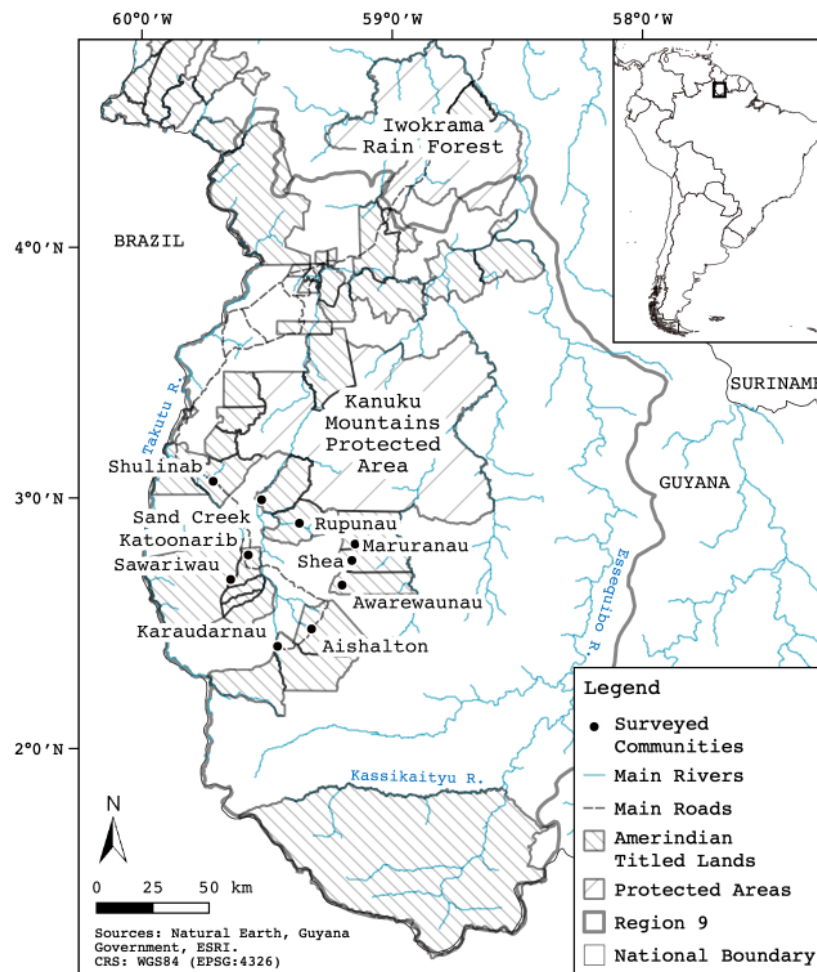 60°0'W
59°0'W
58°0'W
Iwokrama
Rain Forest
4°0'N
BRAZIL
SURINAME
Takutu R.
Kanuku
Mountains
Protected
Area
Shulinab
3°0'N
GUYANA
Sand Creek
Rupunau
Katoonarib
Maruranau
Sawariwau
Shea
Awarewaunau
Essequibo R.
Karaudarnau
Aishalton
2°0'N
Kassikaityu R.
N
0 25 50 km
Sources: Natural Earth, Guyana
Government, ESRI.
CRS: WGS84 (EPSG:4326)
Legend
Surveyed
Communities
Main Rivers
Main Roads
Amerindian
Titled Lands
Protected Areas
Region 9
National Boundary